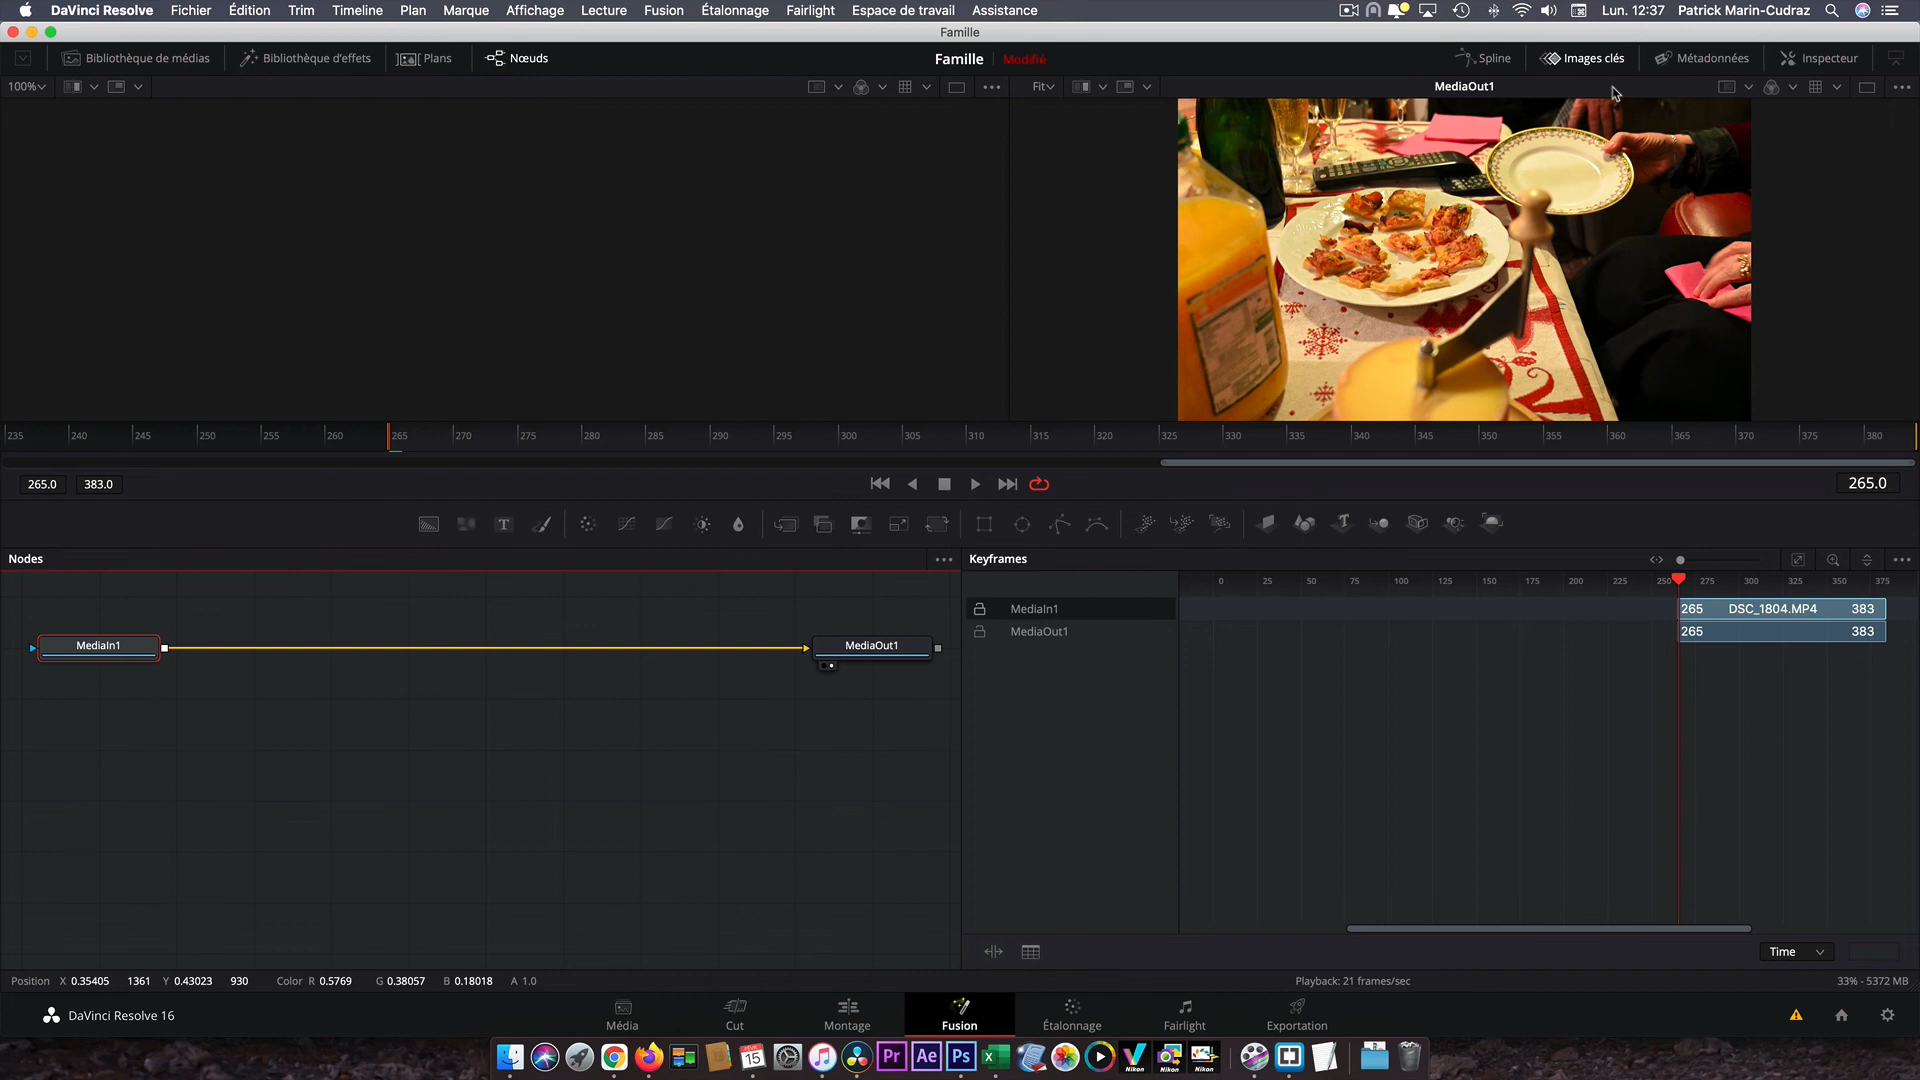 DaVinci Resolve Fichier Édition Trim Timeline Plan Marque Affichage Lecture Fusion Étalonnage Fairlight Espace de travail Assistance Lun. 12:37 Patrick Marin-Cudraz
Famille
Bibliothèque de médias Bibliothèque d'effets Plans Nœuds Famille Modifié Spline Images clés Métadonnées Inspecteur
100% Fit MediaOut1
235 240 245 250 255 260 265 270 275 280 285 290 295 300 305 310 315 320 325 330 335 340 345 350 355 360 365 370 375 380
265.0 383.0 265.0
T T
Nodes Keyframes
0 25 50 75 100 125 150 175 200 225 250 275 300 325 350 375
MediaIn1 265 DSC_1804.MP4 383
MediaOut1 265 383
MediaIn1 MediaOut1
Time
Position X 0.35405 1361 Y 0.43023 930 Color R 0.5769 G 0.38057 B 0.18018 A 1.0 Playback: 21 frames/sec 33% - 5372 MB
DaVinci Resolve 16 Média Cut Montage Fusion Étalonnage Fairlight Exportation
15 Pr Ae Ps Nikon Nikon Nikon